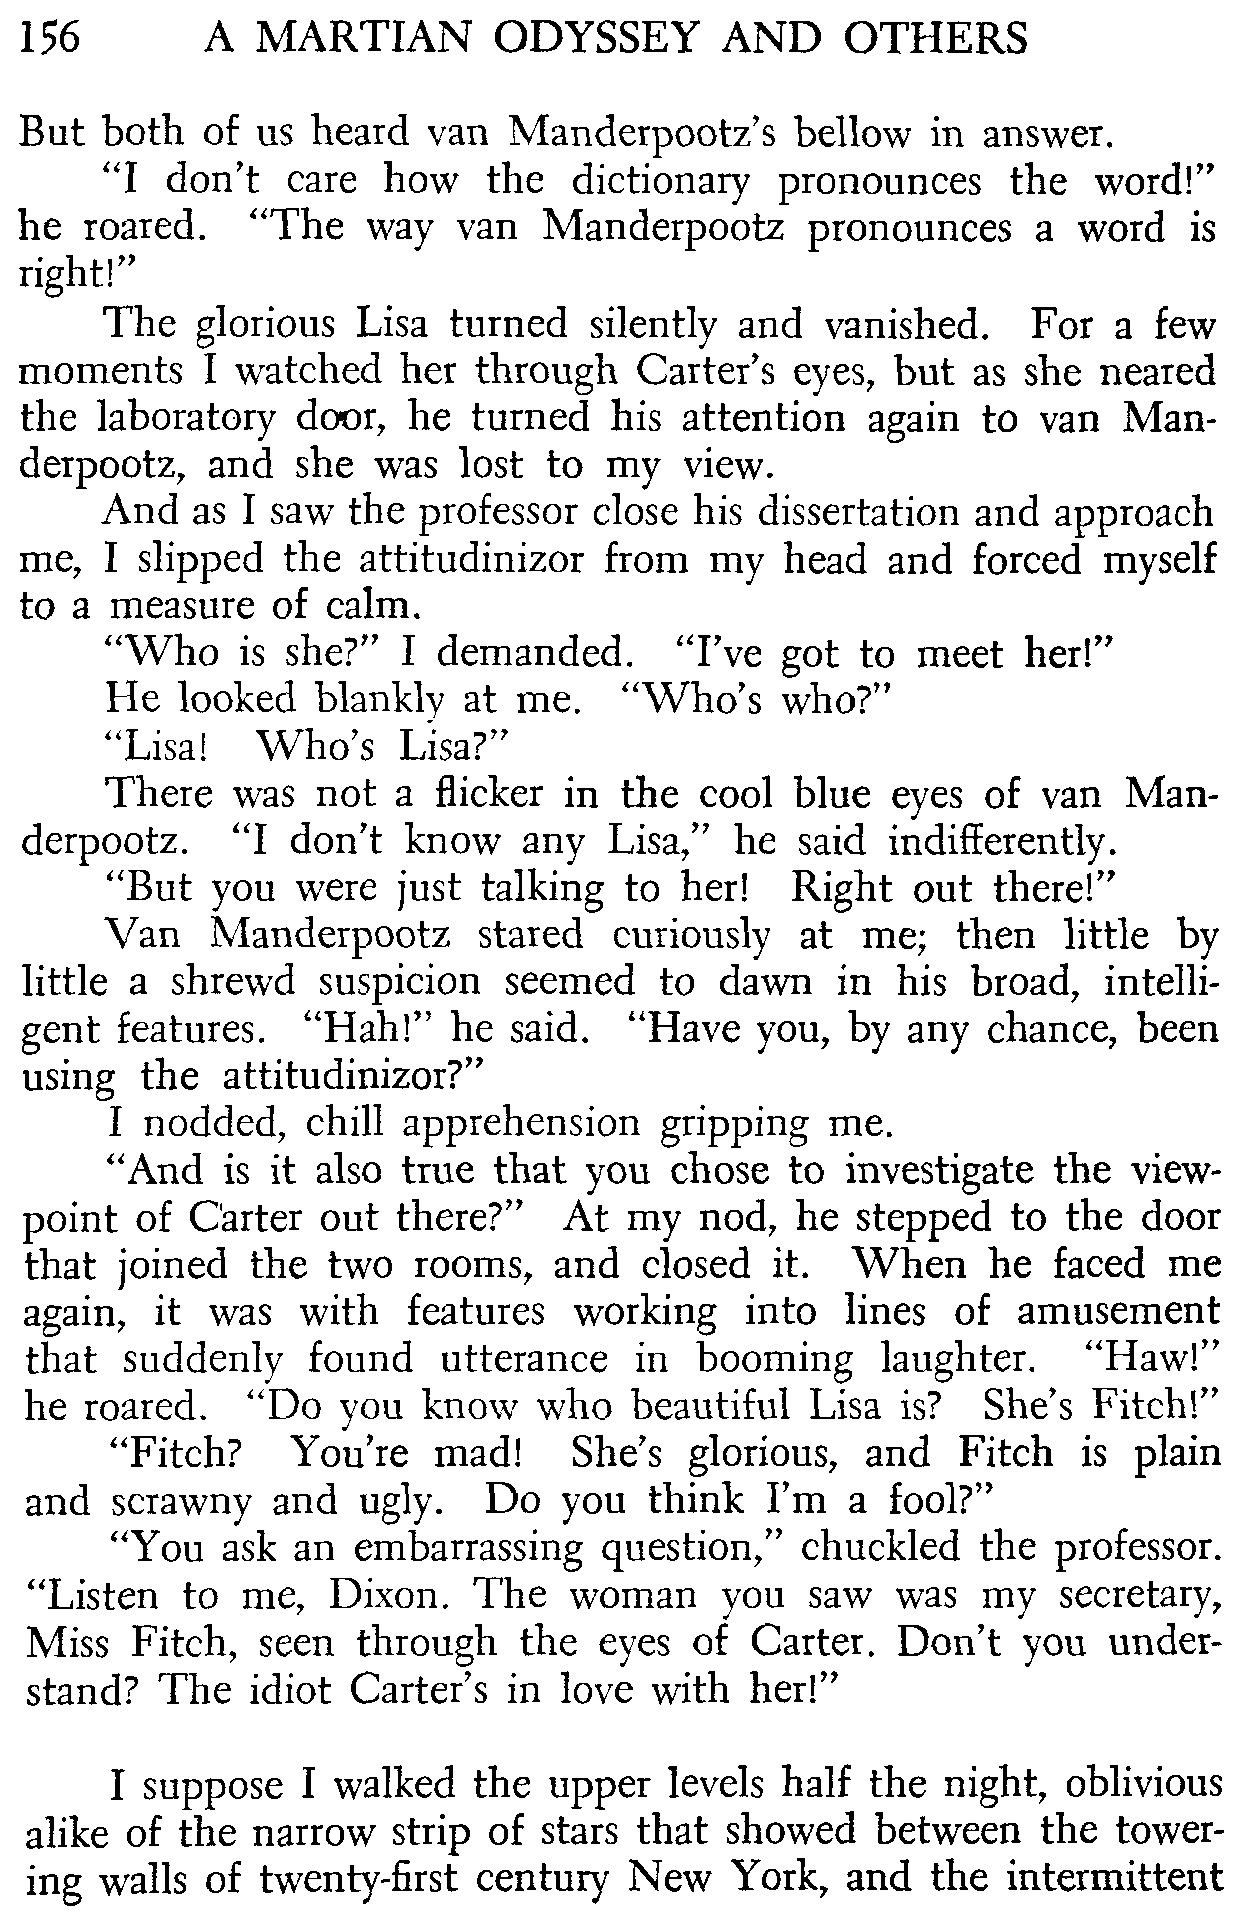 156 A MARTIAN ODYSSEY AND OTHERS
But both of us heard van Manderpootz's bellow in answer.
"I don't care how the dictionary pronounces the word!"
he roared. "The way van Manderpootz pronounces a word is
right!"
The glorious Lisa turned silently and vanished. For a few
moments I watched her through Carter's eyes, but as she neared
the laboratory door, he turned his attention again to van Man-
derpootz, and she was lost to my view.
And as I saw the professor close his dissertation and approach
me, I slipped the attitudinizor from my head and forced myself
to a measure of calm.
"Who is she?" I demanded. "I've got to meet her!"
He looked blankly at me. "Who's who?"
"Lisa! Who's Lisa?"
There was not a flicker in the cool blue eyes of van Man-
derpootz. "I don't know any Lisa," he said indifferently.
"But you were just talking to her! Right out there!"
Van Manderpootz stared curiously at me; then little by
little a shrewd suspicion seemed to dawn in his broad, intelli-
gent features. "Hah!" he said. "Have you, by any chance, been
using the attitudinizor?"
I nodded, chill apprehension gripping me.
"And is it also true that you chose to investigate the view-
point of Carter out there?" At my nod, he stepped to the door
that joined the two rooms, and closed it. When he faced me
again, it was with features working into lines of amusement
that suddenly found utterance in booming laughter. "Haw!"
he roared. "Do you know who beautiful Lisa is? She's Fitch!"
"Fitch? You're mad! She's glorious, and Fitch is plain
and scrawny and ugly. Do you think I'm a fool?"
"You ask an embarrassing question," chuckled the professor.
"Listen to me, Dixon. The woman you saw was my secretary,
Miss Fitch, seen through the eyes of Carter. Don't you under-
stand? The idiot Carter's in love with her!"
I suppose I walked the upper levels half the night, oblivious
alike of the narrow strip of stars that showed between the tower-
ing walls of twenty-first century New York, and the intermittent